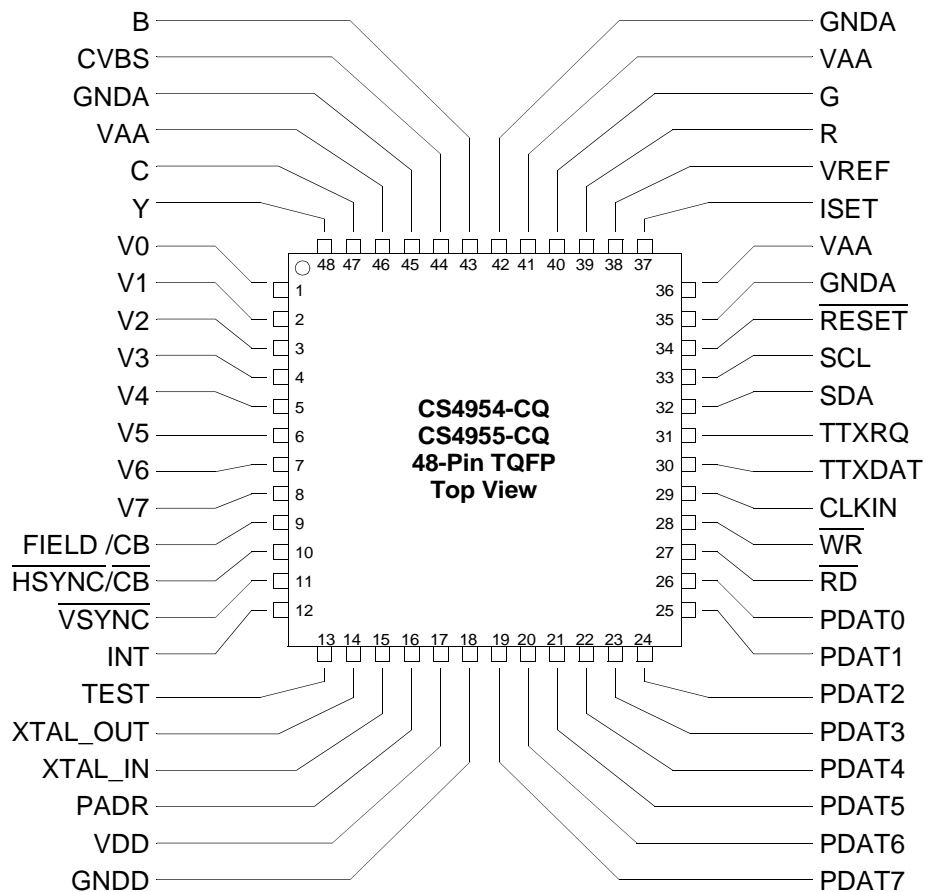 B
CVBS
GNDA
VAA
C
Y
V0
V1
V2
V3
V4
V5
V6
V7
FIELD /CB
HSYNC/CB
VSYNC
INT
TEST
XTAL_OUT
XTAL_IN
PADR
VDD
GNDD
48 47 46 45 44 43 42 41 40 39 38 37
1
2
3
4
5
6
7
8
9
10
11
12
CS4954-CQ
CS4955-CQ
48-Pin TQFP
Top View
36
35
34
33
32
31
30
29
28
27
26
25
13 14 15 16 17 18 19 20 21 22 23 24
GNDA
VAA
G
R
VREF
ISET
VAA
GNDA
RESET
SCL
SDA
TTXRQ
TTXDAT
CLKIN
WR
RD
PDAT0
PDAT1
PDAT2
PDAT3
PDAT4
PDAT5
PDAT6
PDAT7